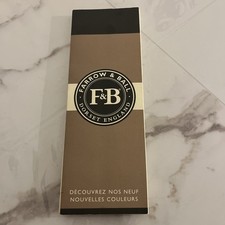 FARROW & BALL
F&B
DORSET ENGLAND
DÉCOUVREZ NOS NEUF
NOUVELLES COULEURS